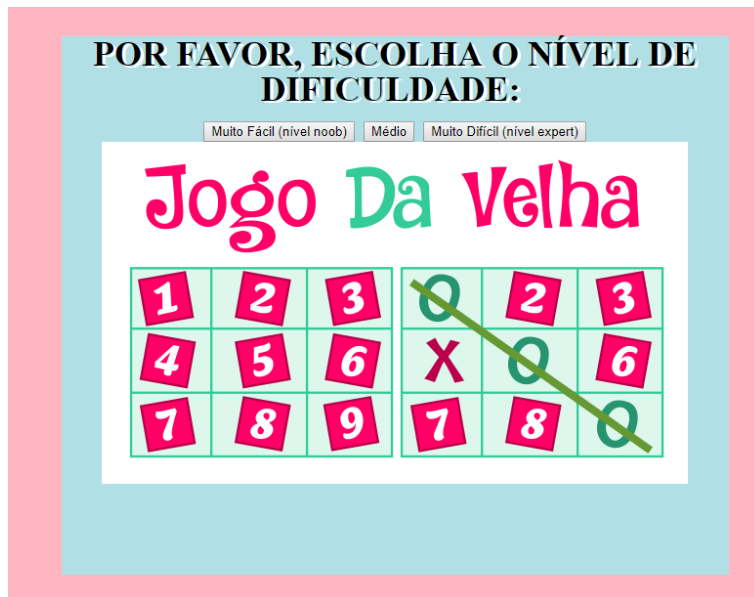 POR FAVOR, ESCOLHA O NÍVEL DE
DIFICULDADE:
Muito Fácil (nível noob) Médio Muito Difícil (nível expert)
Jogo Da Velha
1 2 3 O 2 3
4 5 6 X O 6
7 8 9 7 8 O